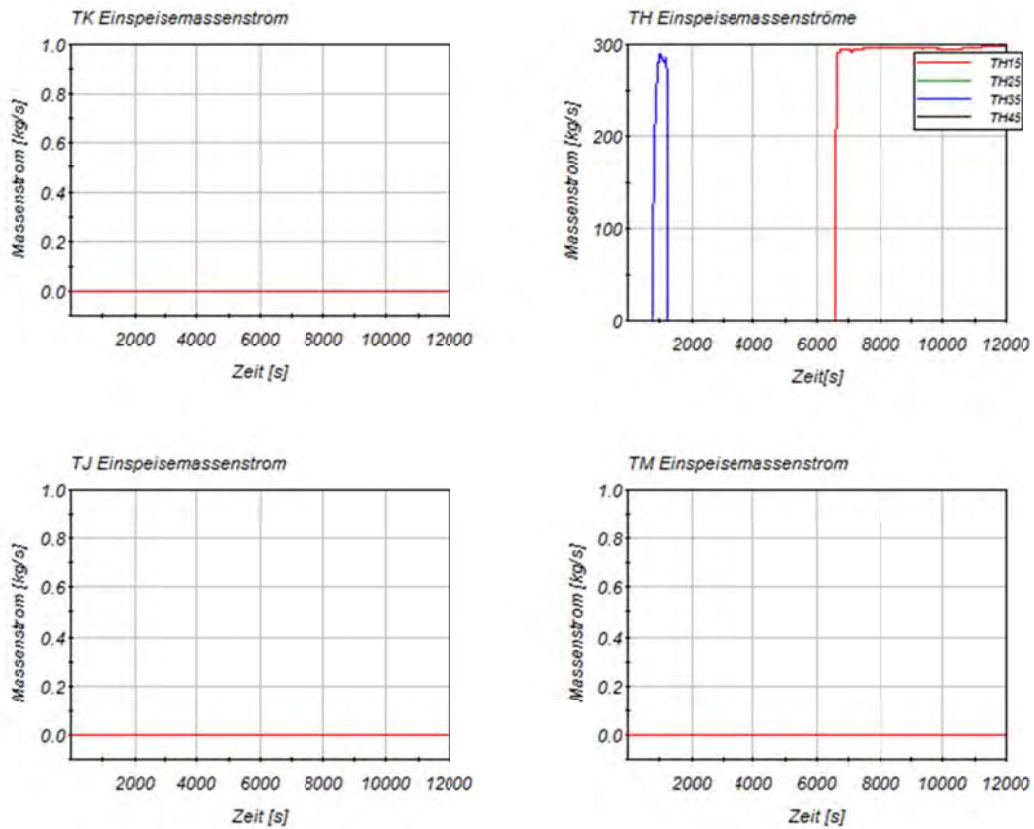 TK Einspeisemassenstrom
Massenstrom [kg/s]
1.0
0.8
0.6
0.4
0.2
0.0
2000 4000 6000 8000 10000 12000
Zeit [s]
TH Einspeisemassenströme
Massenstrom [kg/s]
300
200
100
0
TH15
TH25
TH35
TH45
2000 4000 6000 8000 10000 12000
Zeit[s]
TJ Einspeisemassenstrom
Massenstrom [kg/s]
1.0
0.8
0.6
0.4
0.2
0.0
2000 4000 6000 8000 10000 12000
Zeit [s]
TM Einspeisemassenstrom
Massenstrom [kg/s]
1.0
0.8
0.6
0.4
0.2
0.0
2000 4000 6000 8000 10000 12000
Zeit [s]